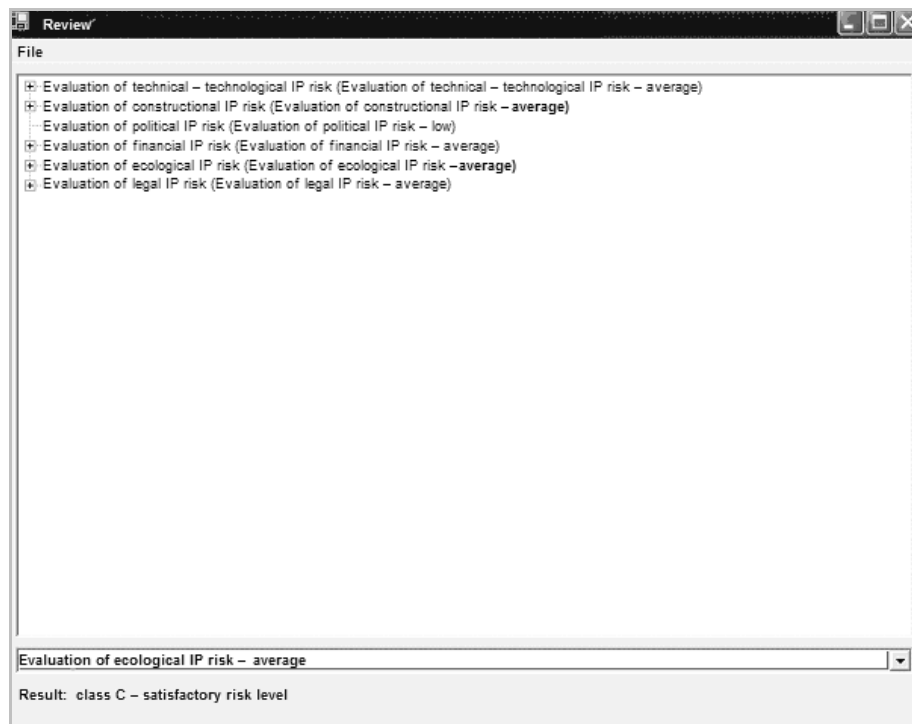 Review
File
Evaluation of technical – technological IP risk (Evaluation of technical – technological IP risk – average)
Evaluation of constructional IP risk (Evaluation of constructional IP risk – average)
Evaluation of political IP risk (Evaluation of political IP risk – low)
Evaluation of financial IP risk (Evaluation of financial IP risk – average)
Evaluation of ecological IP risk (Evaluation of ecological IP risk –average)
Evaluation of legal IP risk (Evaluation of legal IP risk – average)
Evaluation of ecological IP risk – average
Result: class C – satisfactory risk level